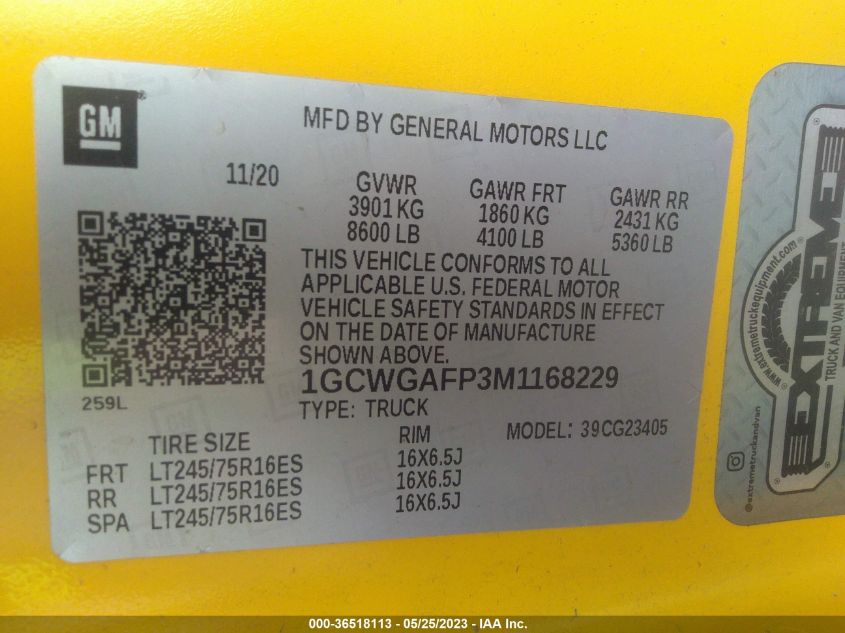 GM
MFD BY GENERAL MOTORS LLC
11/20
GVWR
3901 KG
8600 LB
GAWR FRT
1860 KG
4100 LB
GAWR RR
2431 KG
5360 LB
THIS VEHICLE CONFORMS TO ALL
APPLICABLE U.S. FEDERAL MOTOR
VEHICLE SAFETY STANDARDS IN EFFECT
ON THE DATE OF MANUFACTURE
SHOWN ABOVE.
1GCWGAFP3M1168229
259L
TYPE: TRUCK
MODEL: 39CG23405
TIRE SIZE
RIM
FRT LT245/75R16ES 16X6.5J
RR LT245/75R16ES 16X6.5J
SPA LT245/75R16ES 16X6.5J
www.extremetruckequipment.com
EXTREME
TRUCK AND VAN EQUIPMENT
@extremetruckandvan
000-36518113 - 05/25/2023 - IAA Inc.